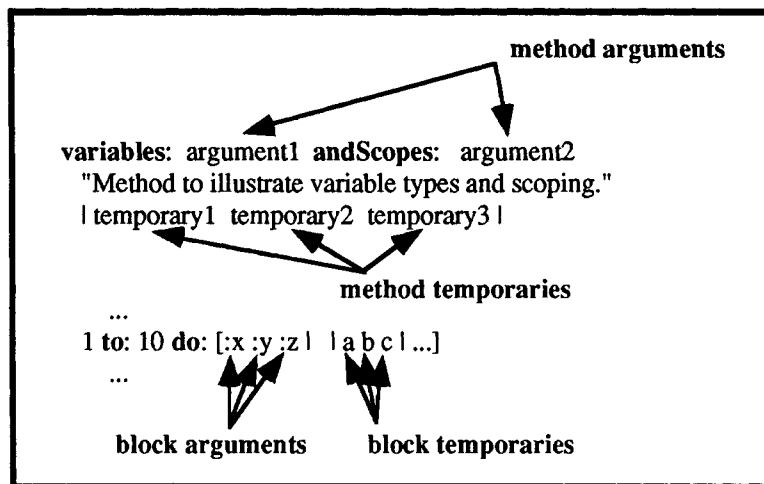 method arguments
variables: argument1 andScopes: argument2
"Method to illustrate variable types and scoping."
| temporary1 temporary2 temporary3 |
method temporaries
...
1 to: 10 do: [:x :y :z | | a b c | ...]
...
block arguments block temporaries